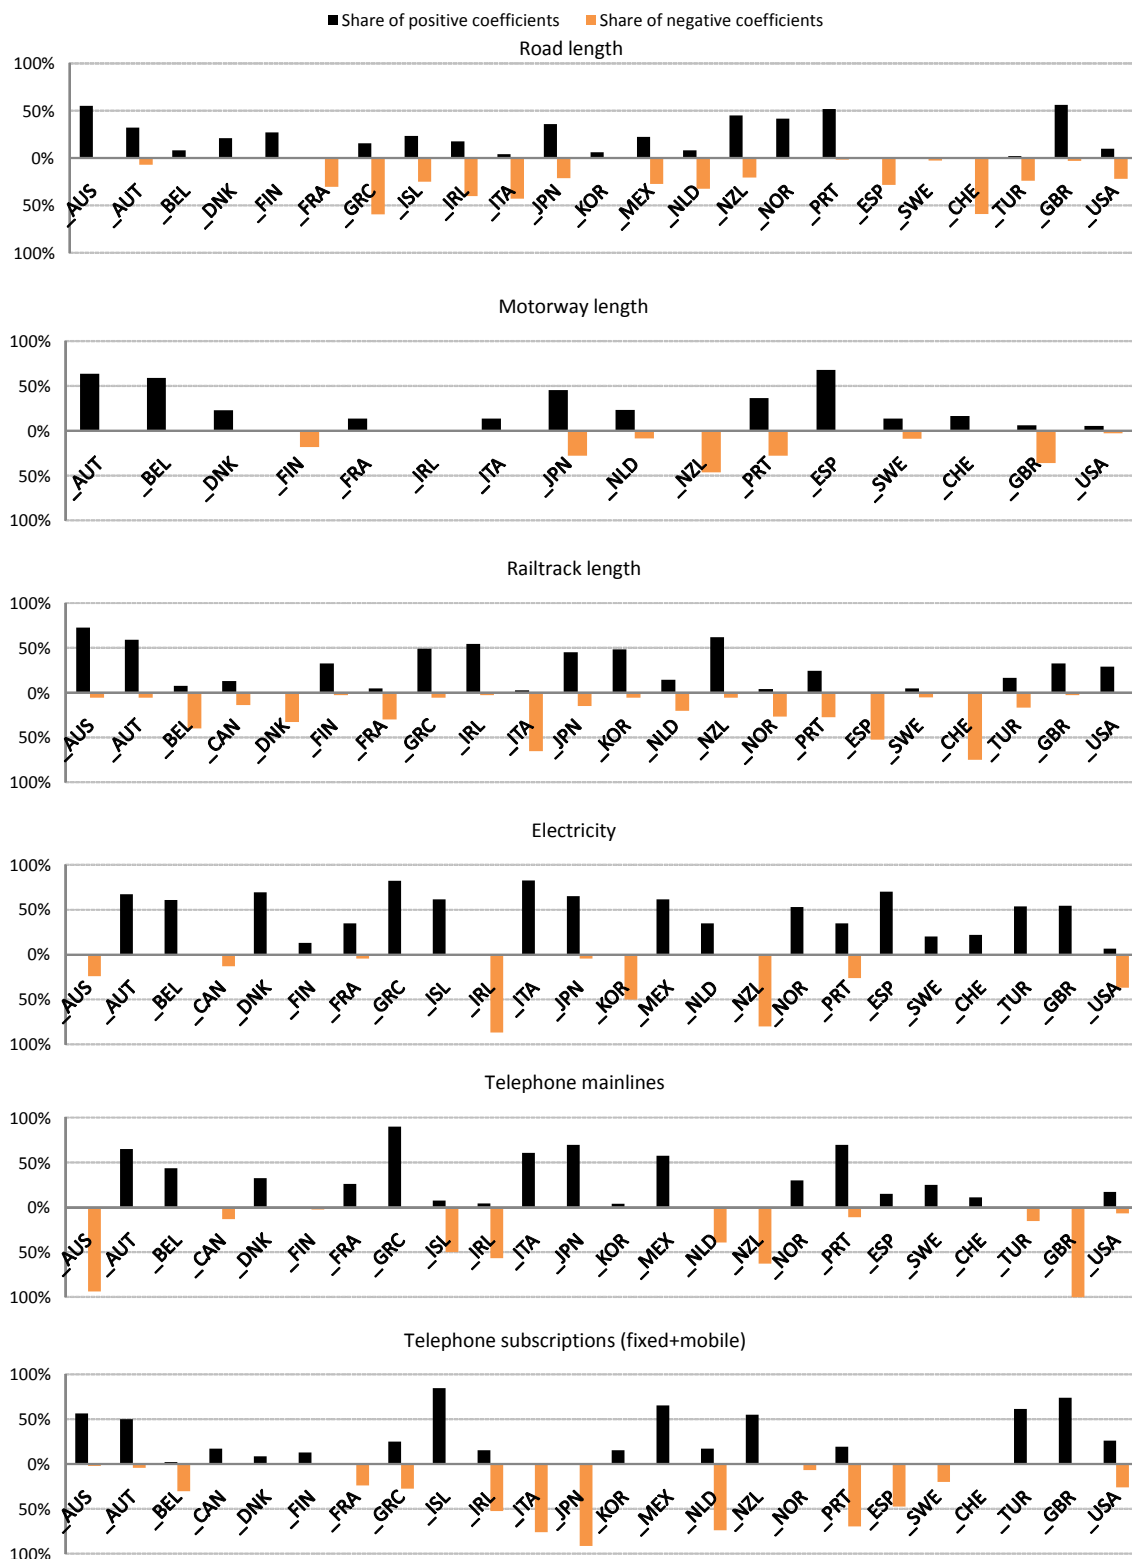 Share of positive coefficients Share of negative coefficients
Road length
100%
50%
0%
50%
100%
_AUS _AUT _BEL _DNK _FIN _FRA _GRC _ISL _IRL _ITA _JPN _KOR _MEX _NLD _NZL _NOR _PRT _ESP _SWE _CHE _TUR _GBR _USA
Motorway length
100%
50%
0%
50%
100%
_AUT _BEL _DNK _FIN _FRA _IRL _ITA _JPN _NLD _NZL _PRT _ESP _SWE _CHE _GBR _USA
Railtrack length
100%
50%
0%
50%
100%
_AUS _AUT _BEL _CAN _DNK _FIN _FRA _GRC _IRL _ITA _JPN _KOR _NLD _NZL _NOR _PRT _ESP _SWE _CHE _TUR _GBR _USA
Electricity
100%
50%
0%
50%
100%
_AUS _AUT _BEL _CAN _DNK _FIN _FRA _GRC _ISL _IRL _ITA _JPN _KOR _MEX _NLD _NZL _NOR _PRT _ESP _SWE _CHE _TUR _GBR _USA
Telephone mainlines
100%
50%
0%
50%
100%
_AUS _AUT _BEL _CAN _DNK _FIN _FRA _GRC _ISL _IRL _ITA _JPN _KOR _MEX _NLD _NZL _NOR _PRT _ESP _SWE _CHE _TUR _GBR _USA
Telephone subscriptions (fixed+mobile)
100%
50%
0%
50%
100%
_AUS _AUT _BEL _CAN _DNK _FIN _FRA _GRC _ISL _IRL _ITA _JPN _KOR _MEX _NLD _NZL _NOR _PRT _ESP _SWE _CHE _TUR _GBR _USA